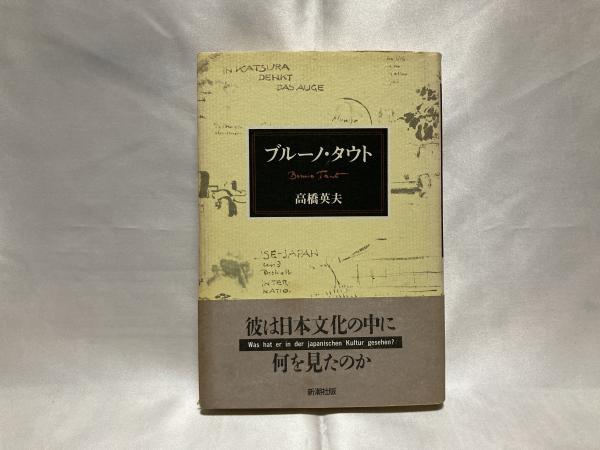 IN KATSURA
DENKT
DAS AUGE
ブルーノ・タウト
Bruno Taut
高橋英夫
ISE-JAPAN
und
Deshalb
INTER-
NATIO.
彼は日本文化の中に
Was hat er in der japanischen Kultur gesehen?
何を見たのか
新潮社版